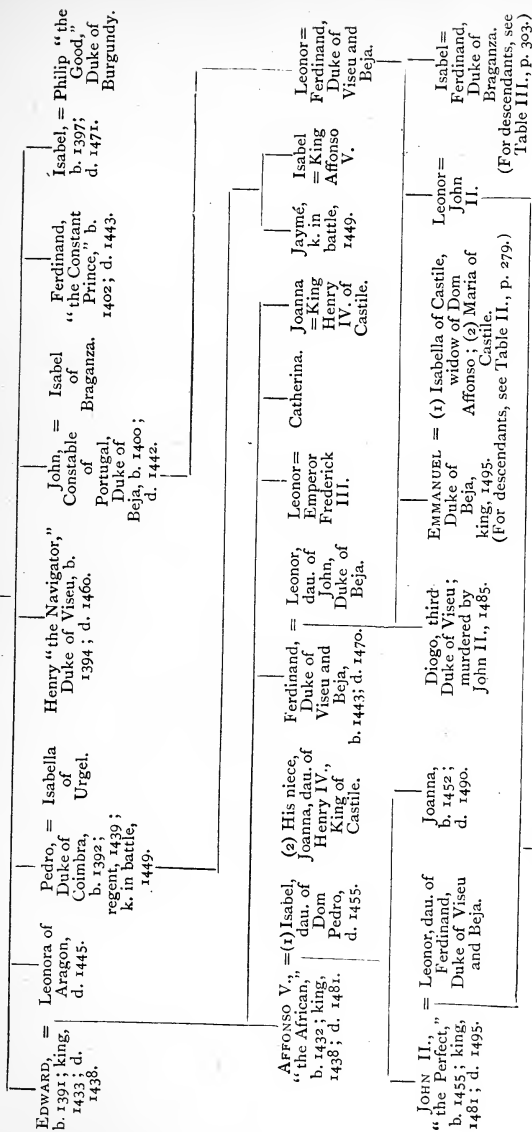 EDWARD, =
b. 1391; king,
1433; d.
1438.
Leonora of
Aragon,
d. 1445.
Pedro, =
Duke of
Coimbra,
b. 1392;
regent, 1439;
k. in battle,
1449.
Isabella
of
Urgel.
Henry "the Navigator,"
Duke of Viseu, b.
1394; d. 1460.
John, =
Constable
of
Portugal,
Duke of
Beja, b. 1400;
d. 1442.
Isabel
of
Braganza.
Ferdinand,
"the Constant
Prince," b.
1402; d. 1443.
Isabel, =
b. 1397;
d. 1471.
Philip "the
Good,"
Duke of
Burgundy.
AFFONSO V.,
"the African,"
b. 1432; king,
1438; d. 1481.
=(1) Isabel,
dau. of
Dom
Pedro,
d. 1455.
(2) His niece,
Joanna, dau. of
Henry IV.,
King of
Castile.
Ferdinand, =
Duke of
Viseu and
Beja,
b. 1443; d. 1470.
Leonor,
dau. of
John,
Duke of
Beja.
Leonor=
Emperor
Frederick
III.
Catherina.
Joanna
=King
Henry
IV. of
Castile.
Jaymé,
k. in
battle,
1449.
Isabel
=King
Affonso
V.
Leonor=
Ferdinand,
Duke of
Viseu and
Beja.
JOHN II., =
"the Perfect,"
b. 1455; king,
1481; d. 1495.
Leonor, dau. of
Ferdinand,
Duke of Viseu
and Beja.
Joanna,
b. 1452;
d. 1490.
Diogo, third
Duke of Viseu;
murdered by
John II., 1485.
EMMANUEL = (1) Isabella of Castile,
Duke of
Beja,
king, 1495.
widow of Dom
Affonso; (2) Maria of
Castile.
(For descendants, see Table II., p. 279.)
Leonor=
John
II.
Isabel=
Ferdinand,
Duke of
Braganza.
(For descendants, see
Table III., p. 303.)